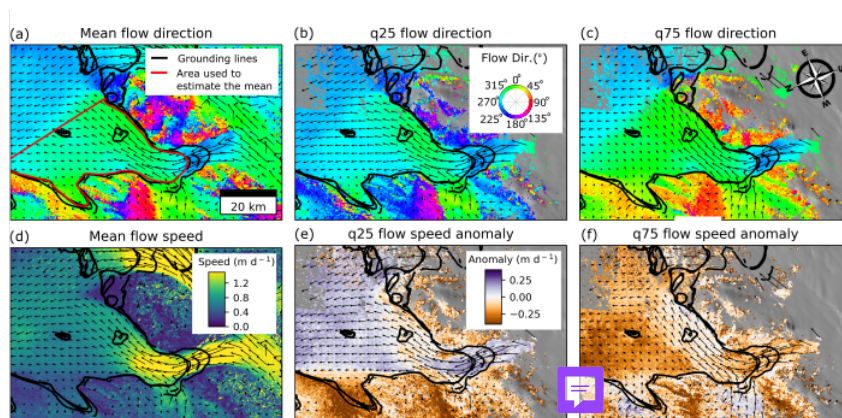 (a) Mean flow direction
Grounding lines
Area used to
estimate the mean
20 km
(b) q25 flow direction
Flow Dir.(°)
0°
315° 45°
270° 90°
225° 135°
180°
(c) q75 flow direction
N
W
(d) Mean flow speed
Speed (m d⁻¹)
1.2
0.8
0.4
0.0
(e) q25 flow speed anomaly
Anomaly (m d⁻¹)
0.25
0.00
−0.25
(f) q75 flow speed anomaly